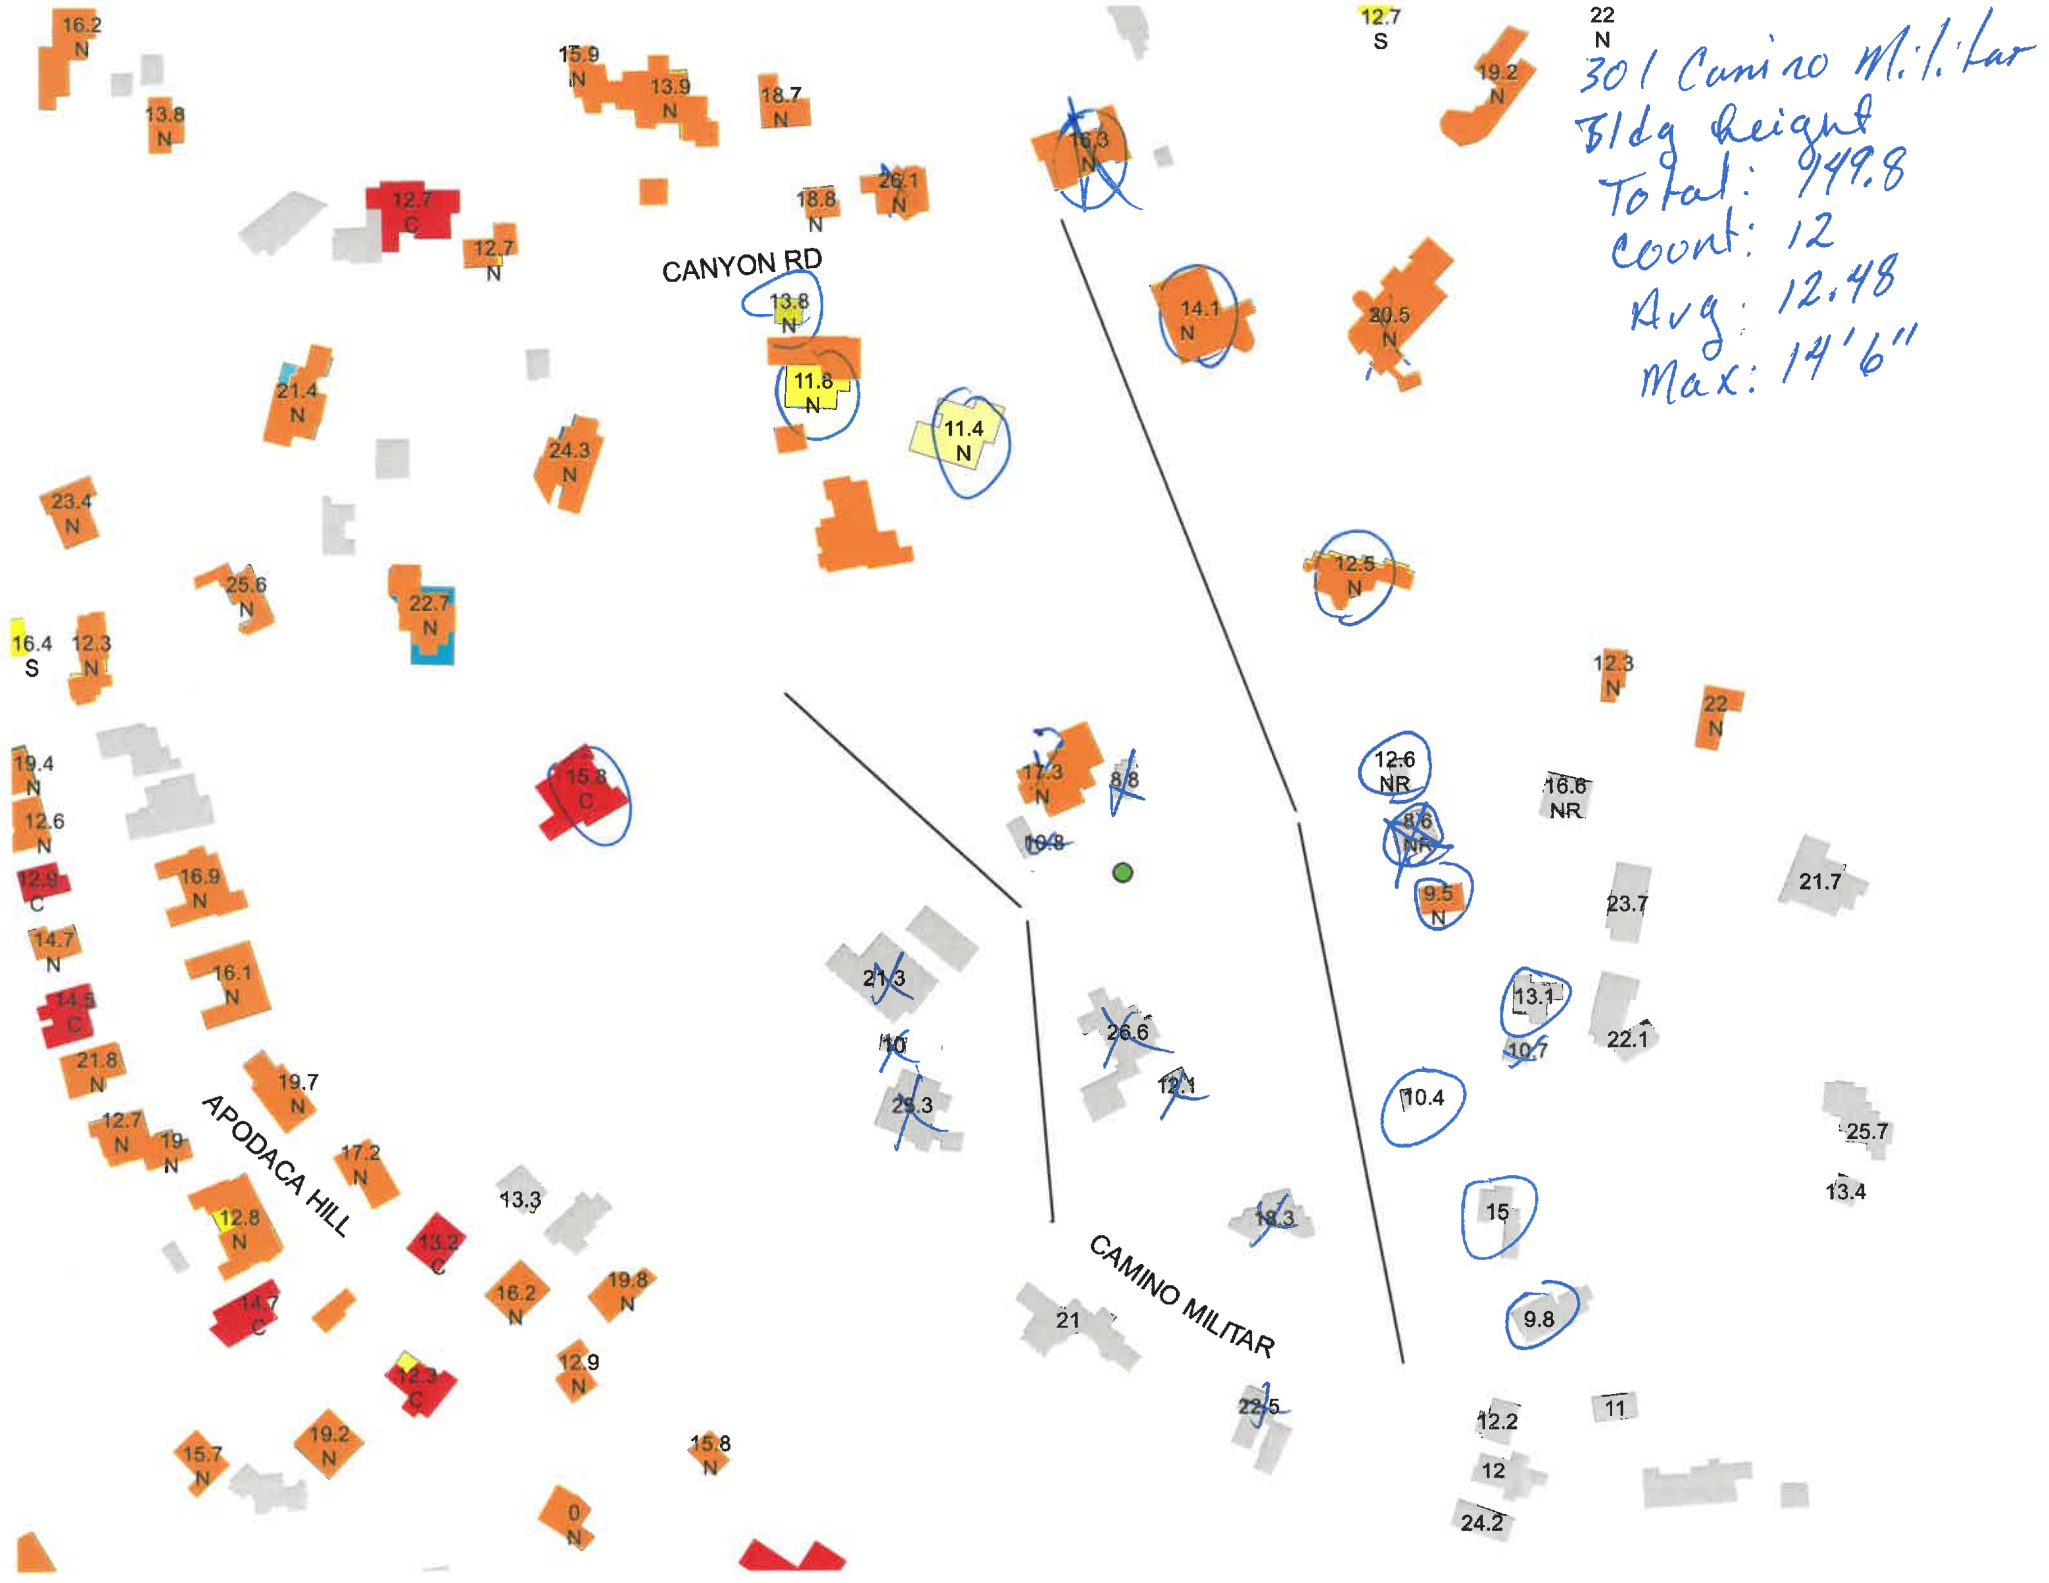 16.2
N
13.8
N
15.9
N
13.9
N
18.7
N
16.3
N
12.7
S
19.2
N
22
N
301 Camino Militar
Bldg height
Total: 149.8
Count: 12
Avg: 12.48
Max: 14'6"
12.7
C
12.7
N
18.8
N
26.1
N
CANYON RD
13.8
N
14.1
N
20.5
N
21.4
N
11.8
N
11.4
N
24.3
N
23.4
N
25.6
N
22.7
N
12.5
N
16.4
S
12.3
N
12.3
N
22
N
19.4
N
15.8
C
17.3
N
8.8
12.6
NR
16.6
NR
12.6
N
10.8
8.6
NR
12.9
C
16.9
N
9.5
N
23.7
21.7
14.7
N
16.1
N
21.3
13.1
14.5
C
10
26.6
10.7
22.1
21.8
N
19.7
N
12.1
10.4
12.7
N
19
N
APODACA HILL
17.2
N
13.3
25.7
13.4
12.8
N
13.2
C
18.3
15
14.7
C
16.2
N
19.8
N
21
CAMINO MILITAR
9.8
12.3
C
12.9
N
22.5
12.2
11
15.7
N
19.2
N
15.8
N
12
0
N
24.2